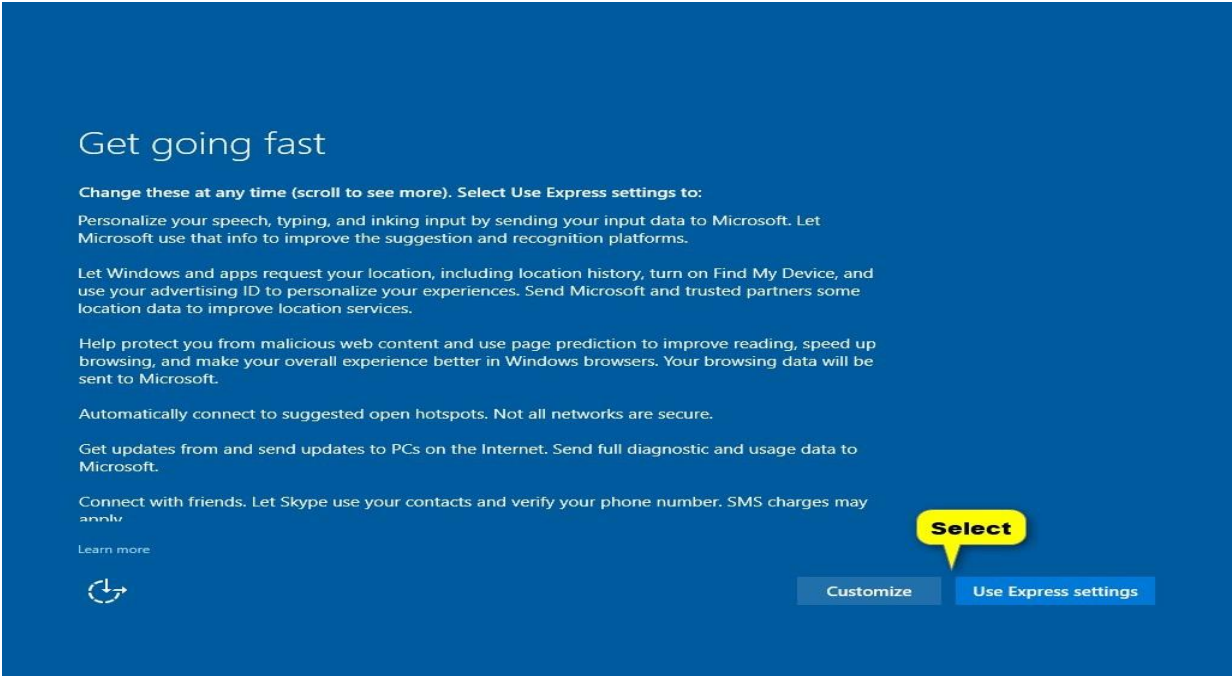 Get going fast
Change these at any time (scroll to see more). Select Use Express settings to:
Personalize your speech, typing, and inking input by sending your input data to Microsoft. Let
Microsoft use that info to improve the suggestion and recognition platforms.
Let Windows and apps request your location, including location history, turn on Find My Device, and
use your advertising ID to personalize your experiences. Send Microsoft and trusted partners some
location data to improve location services.
Help protect you from malicious web content and use page prediction to improve reading, speed up
browsing, and make your overall experience better in Windows browsers. Your browsing data will be
sent to Microsoft.
Automatically connect to suggested open hotspots. Not all networks are secure.
Get updates from and send updates to PCs on the Internet. Send full diagnostic and usage data to
Microsoft.
Connect with friends. Let Skype use your contacts and verify your phone number. SMS charges may
apply
Select
Learn more
Customize
Use Express settings